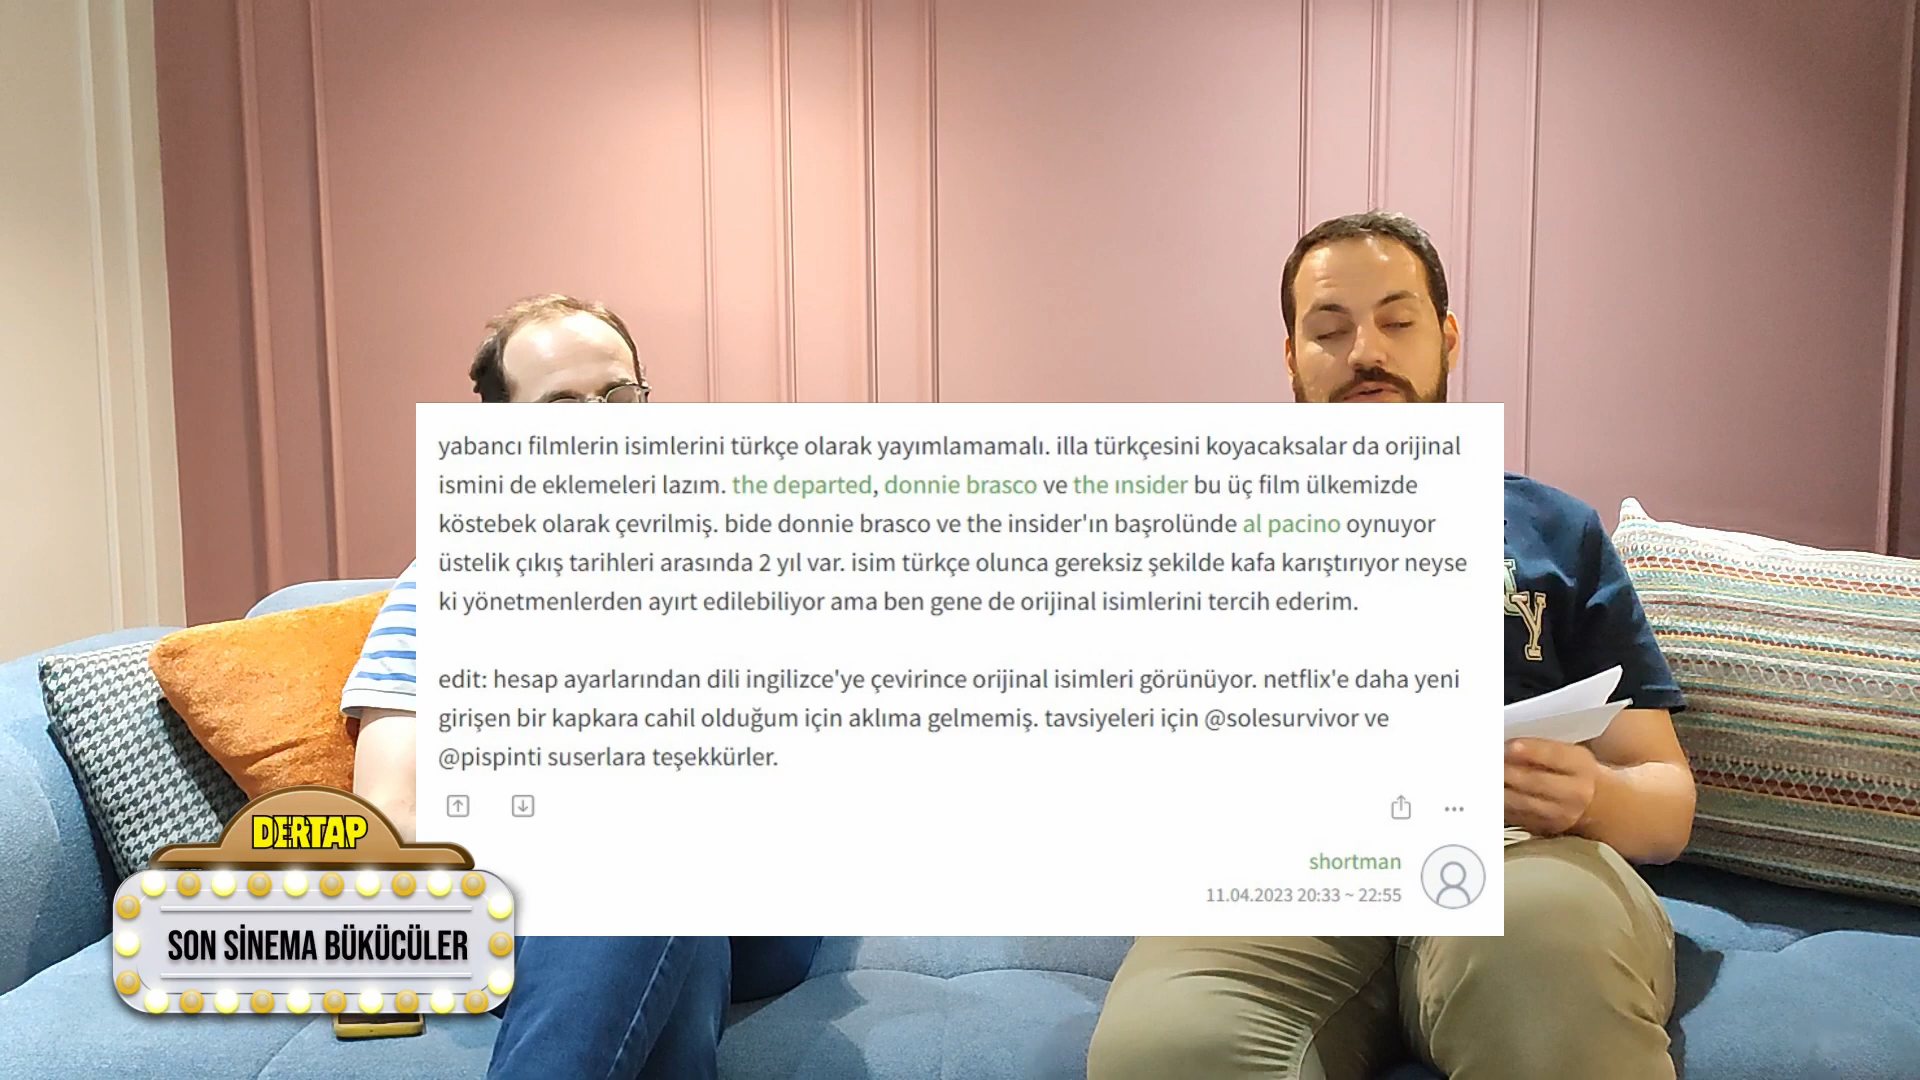 yabancı filmlerin isimlerini türkçe olarak yayımlamamalı. illa türkçesini koyacaksalar da orijinal
ismini de eklemeleri lazım. the departed, donnie brasco ve the ınsider bu üç film ülkemizde
köstebek olarak çevrilmiş. bide donnie brasco ve the insider'ın başrolünde al pacino oynuyor
üstelik çıkış tarihleri arasında 2 yıl var. isim türkçe olunca gereksiz şekilde kafa karıştırıyor neyse
ki yönetmenlerden ayırt edilebiliyor ama ben gene de orijinal isimlerini tercih ederim.
edit: hesap ayarlarından dili ingilizce'ye çevirince orijinal isimleri görünüyor. netflix'e daha yeni
girişen bir kapkara cahil olduğum için aklıma gelmemiş. tavsiyeleri için @solesurvivor ve
@pispinti suserlara teşekkürler.
shortman
11.04.2023 20:33 ~ 22:55
DERTAP
SON SİNEMA BÜKÜCÜLER